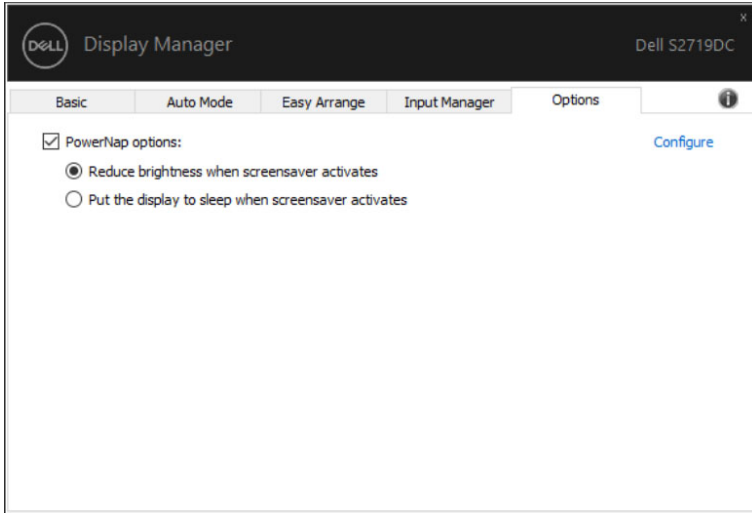 x
DELL Display Manager Dell S2719DC
Basic Auto Mode Easy Arrange Input Manager Options i
PowerNap options: Configure
Reduce brightness when screensaver activates
Put the display to sleep when screensaver activates